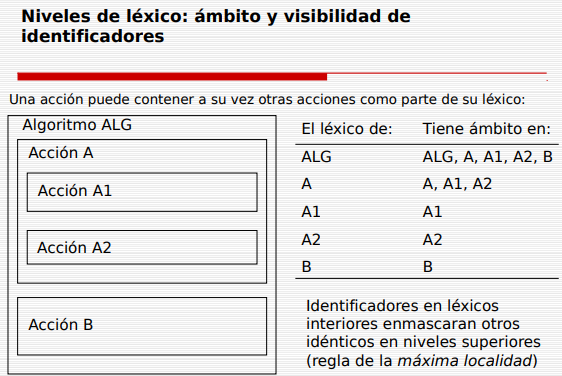 Niveles de léxico: ámbito y visibilidad de
identificadores
Una acción puede contener a su vez otras acciones como parte de su léxico:
Algoritmo ALG
Acción A
Acción A1
Acción A2
Acción B
El léxico de: Tiene ámbito en:
ALG ALG, A, A1, A2, B
A A, A1, A2
A1 A1
A2 A2
B B
Identificadores en léxicos
interiores enmascaran otros
idénticos en niveles superiores
(regla de la máxima localidad)